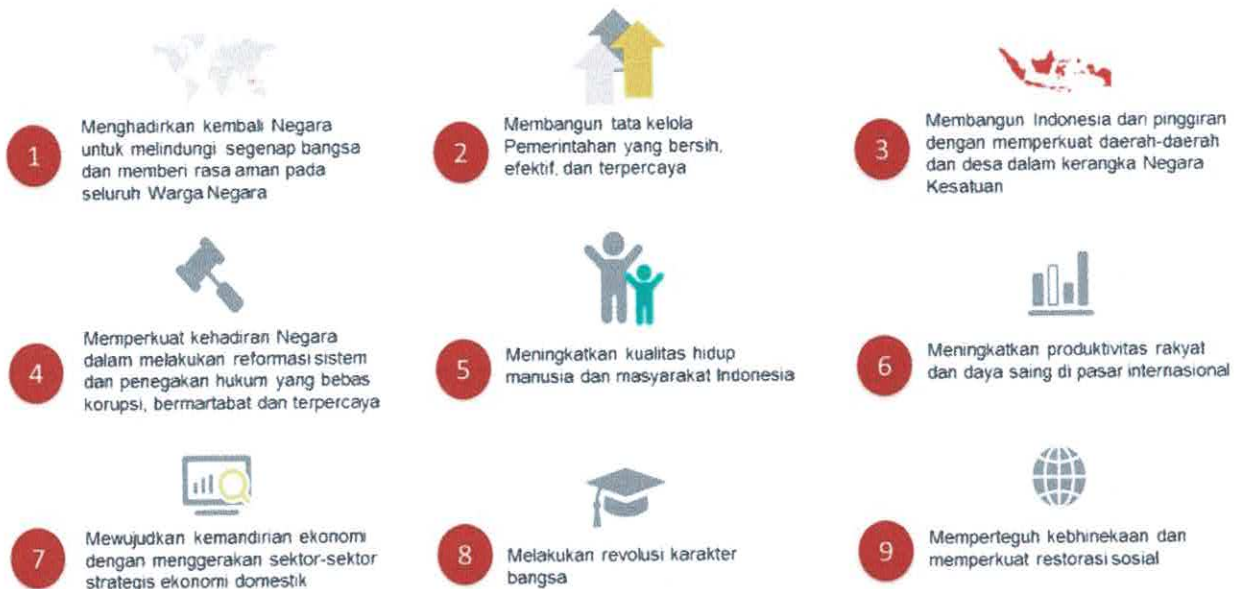 1
Menghadirkan kembali Negara
untuk melindungi segenap bangsa
dan memberi rasa aman pada
seluruh Warga Negara
2
Membangun tata kelola
Pemerintahan yang bersih,
efektif, dan terpercaya
3
Membangun Indonesia dari pinggiran
dengan memperkuat daerah-daerah
dan desa dalam kerangka Negara
Kesatuan
4
Memperkuat kehadiran Negara
dalam melakukan reformasi sistem
dan penegakan hukum yang bebas
korupsi, bermartabat dan terpercaya
5
Meningkatkan kualitas hidup
manusia dan masyarakat Indonesia
6
Meningkatkan produktivitas rakyat
dan daya saing di pasar internasional
7
Mewujudkan kemandirian ekonomi
dengan menggerakan sektor-sektor
strategis ekonomi domestik
8
Melakukan revolusi karakter
bangsa
9
Memperteguh kebhinekaan dan
memperkuat restorasi sosial